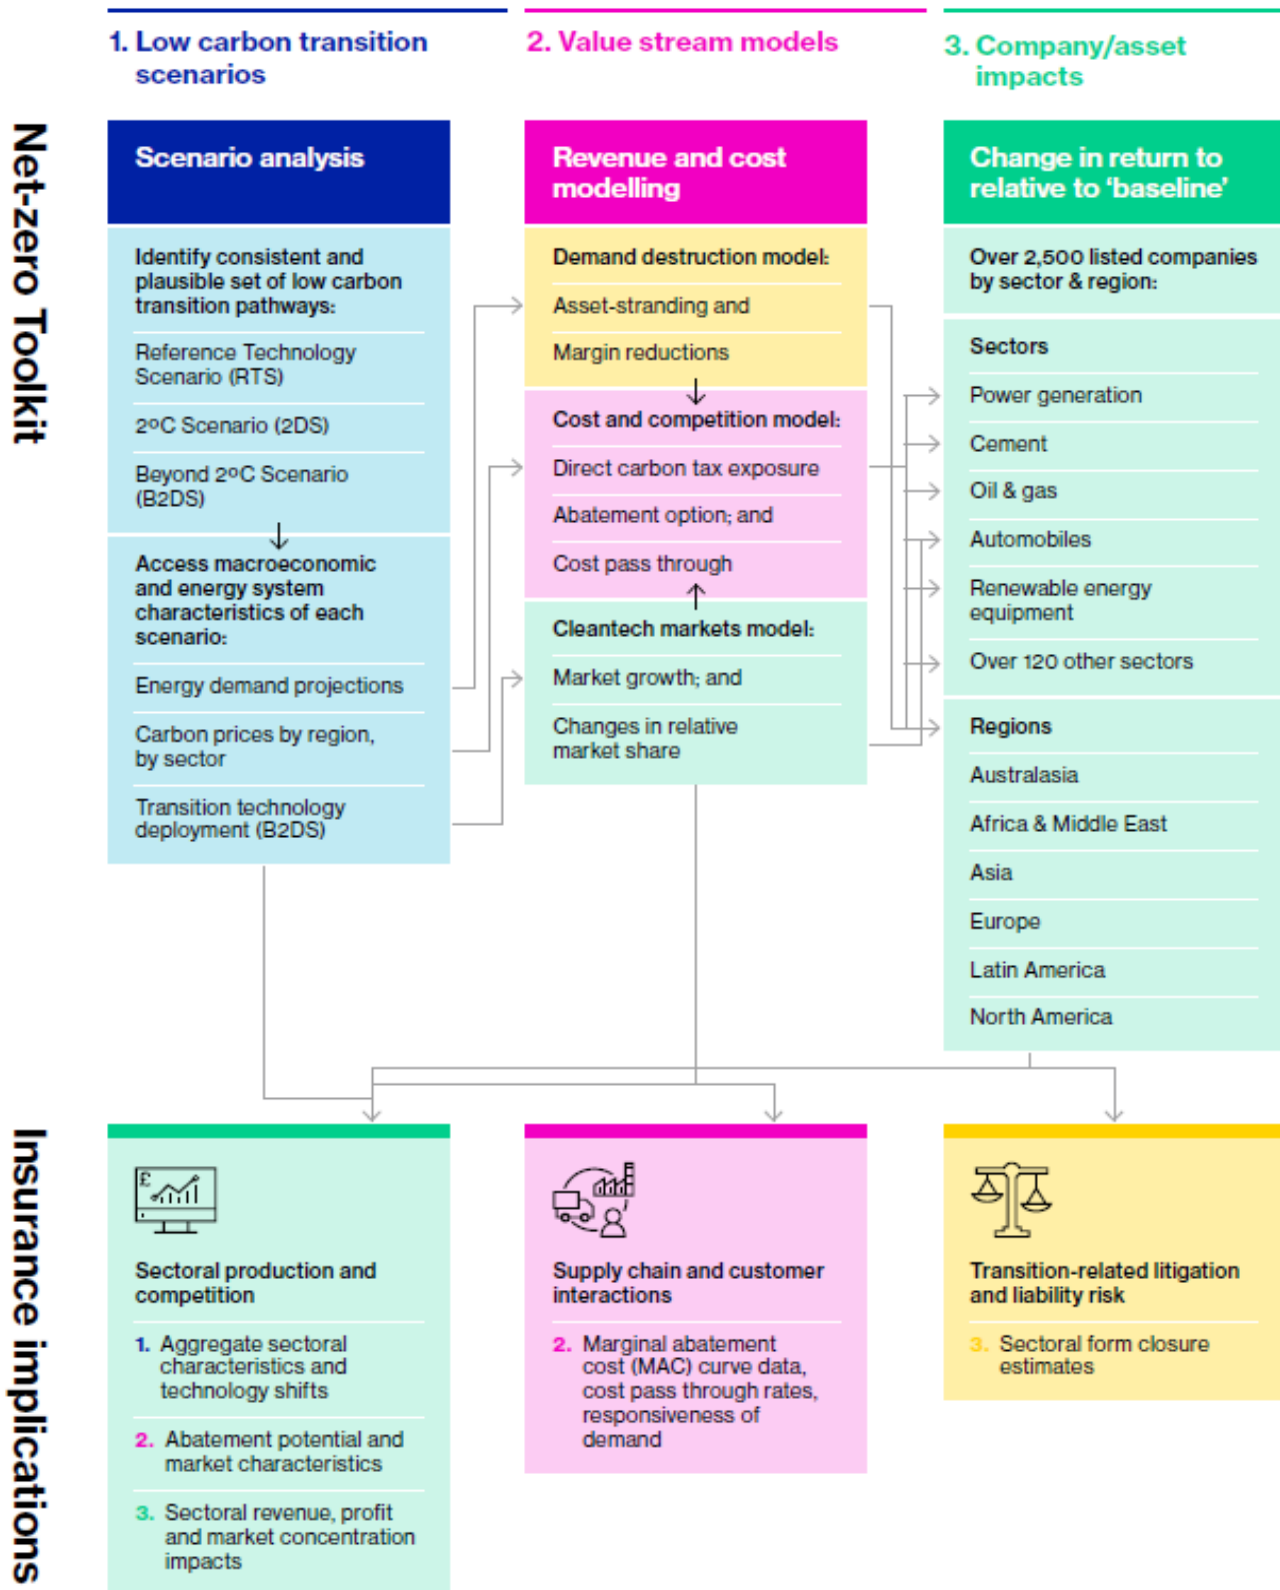 Net-zero Toolkit
1. Low carbon transition
scenarios
Scenario analysis
Identify consistent and
plausible set of low carbon
transition pathways:
Reference Technology
Scenario (RTS)
2ºC Scenario (2DS)
Beyond 2ºC Scenario
(B2DS)
Access macroeconomic
and energy system
characteristics of each
scenario:
Energy demand projections
Carbon prices by region,
by sector
Transition technology
deployment (B2DS)
2. Value stream models
Revenue and cost
modelling
Demand destruction model:
Asset-stranding and
Margin reductions
Cost and competition model:
Direct carbon tax exposure
Abatement option; and
Cost pass through
Cleantech markets model:
Market growth; and
Changes in relative
market share
3. Company/asset
impacts
Change in return to
relative to ‘baseline’
Over 2,500 listed companies
by sector & region:
Sectors
Power generation
Cement
Oil & gas
Automobiles
Renewable energy
equipment
Over 120 other sectors
Regions
Australasia
Africa & Middle East
Asia
Europe
Latin America
North America
Insurance implications
£
Sectoral production and
competition
1. Aggregate sectoral
characteristics and
technology shifts
2. Abatement potential and
market characteristics
3. Sectoral revenue, profit
and market concentration
impacts
Supply chain and customer
interactions
2. Marginal abatement
cost (MAC) curve data,
cost pass through rates,
responsiveness of
demand
Transition-related litigation
and liability risk
3. Sectoral form closure
estimates